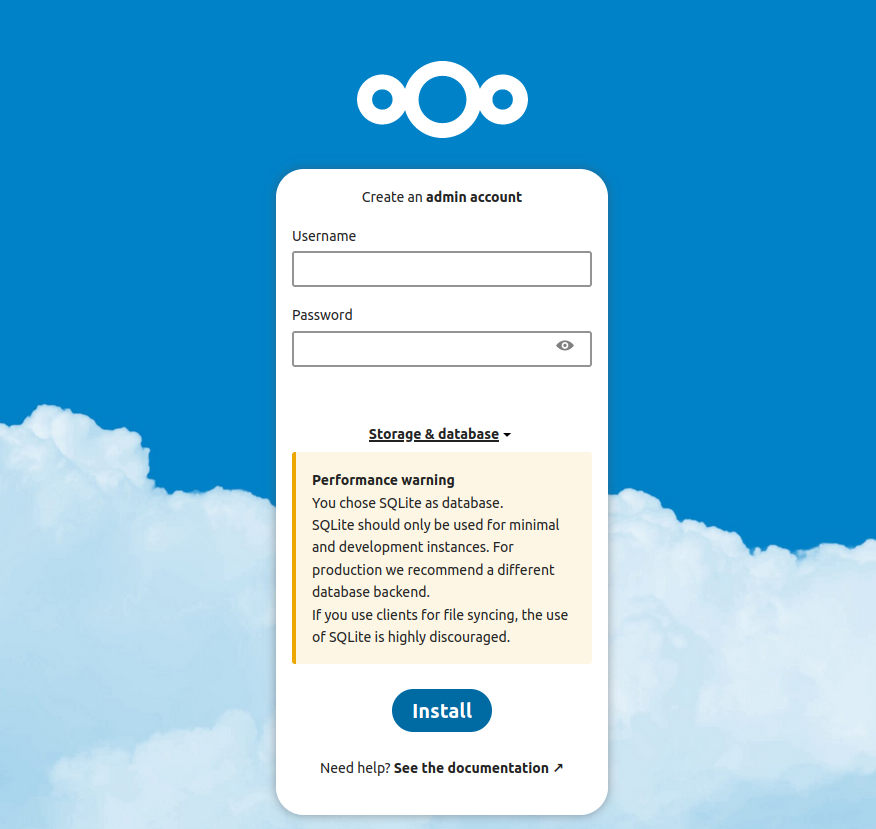 Create an admin account
Username
Password
Storage & database
Performance warning
You chose SQLite as database.
SQLite should only be used for minimal
and development instances. For
production we recommend a different
database backend.
If you use clients for file syncing, the use
of SQLite is highly discouraged.
Install
Need help? See the documentation ↗